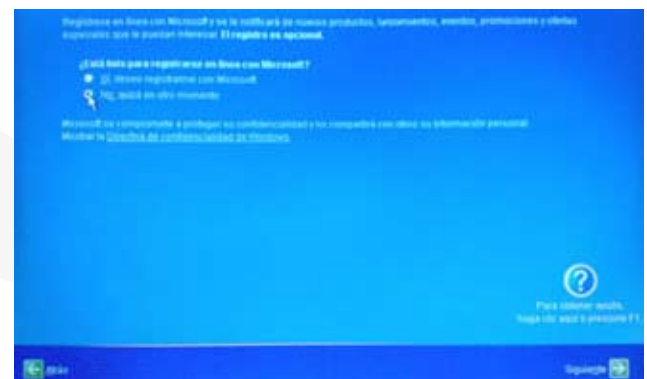 Regístrese en línea con Microsoft y se le notificará de nuevos productos, lanzamientos, eventos, promociones y ofertas
especiales que le puedan interesar. El registro es opcional.
¿Está listo para registrarse en línea con Microsoft?
Sí, deseo registrarme con Microsoft
No, quizá en otro momento
Microsoft se compromete a proteger su confidencialidad y no compartirá con otros su información personal.
Mostrar la Directiva de confidencialidad de Windows.
Para obtener ayuda,
haga clic aquí o presione F1.
Atrás
Siguiente